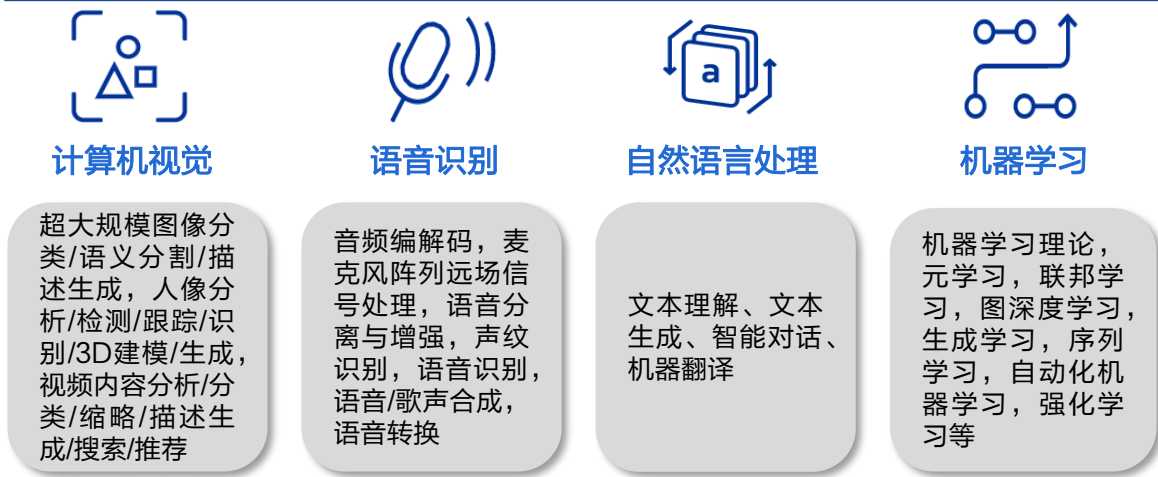 a
计算机视觉
语音识别
自然语言处理
机器学习
超大规模图像分
类/语义分割/描
述生成，人像分
析/检测/跟踪/识
别/3D建模/生成，
视频内容分析/分
类/缩略/描述生
成/搜索/推荐
音频编解码，麦
克风阵列远场信
号处理，语音分
离与增强，声纹
识别，语音识别，
语音/歌声合成，
语音转换
文本理解、文本
生成、智能对话、
机器翻译
机器学习理论，
元学习，联邦学
习，图深度学习，
生成学习，序列
学习，自动化机
器学习，强化学
习等